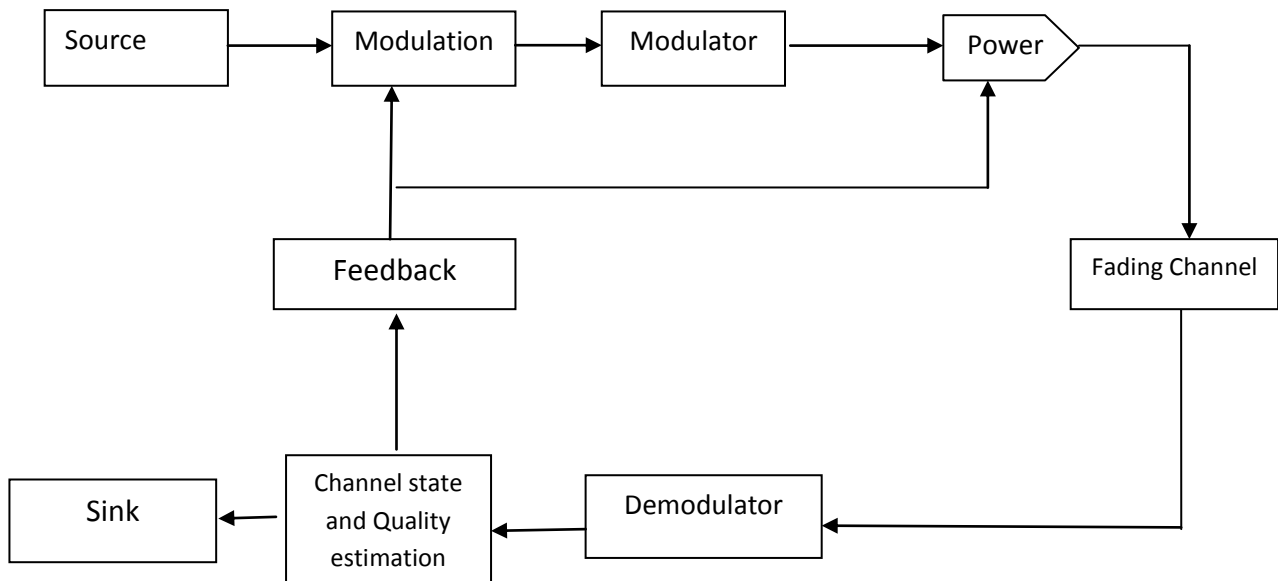 Source
Modulation
Modulator
Power
Feedback
Fading Channel
Sink
Channel state
and Quality
estimation
Demodulator